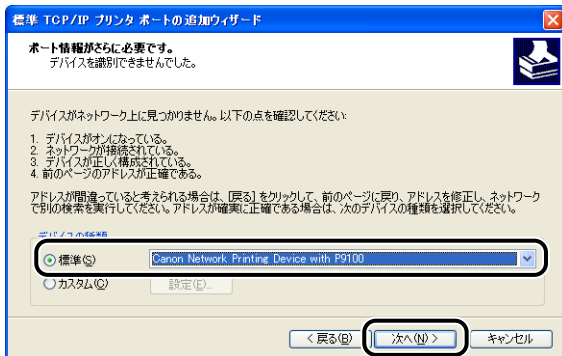 標準 TCP/IP プリンタ ポートの追加ウィザード
ポート情報がさらに必要です。
デバイスを識別できませんでした。
デバイスがネットワーク上に見つかりません。以下の点を確認してください:
1. デバイスがオンになっている。
2. ネットワークが接続されている。
3. デバイスが正しく構成されている。
4. 前のページのアドレスが正確である。
アドレスが間違っていると考えられる場合は、[戻る] をクリックして、前のページに戻り、アドレスを修正し、ネットワーク
で別の検索を実行してください。アドレスが確実に正確である場合は、次のデバイスの種類を選択してください。
デバイスの種類
標準(S) Canon Network Printing Device with P9100
カスタム(C) 設定(E)...
< 戻る(B) 次へ(N) > キャンセル